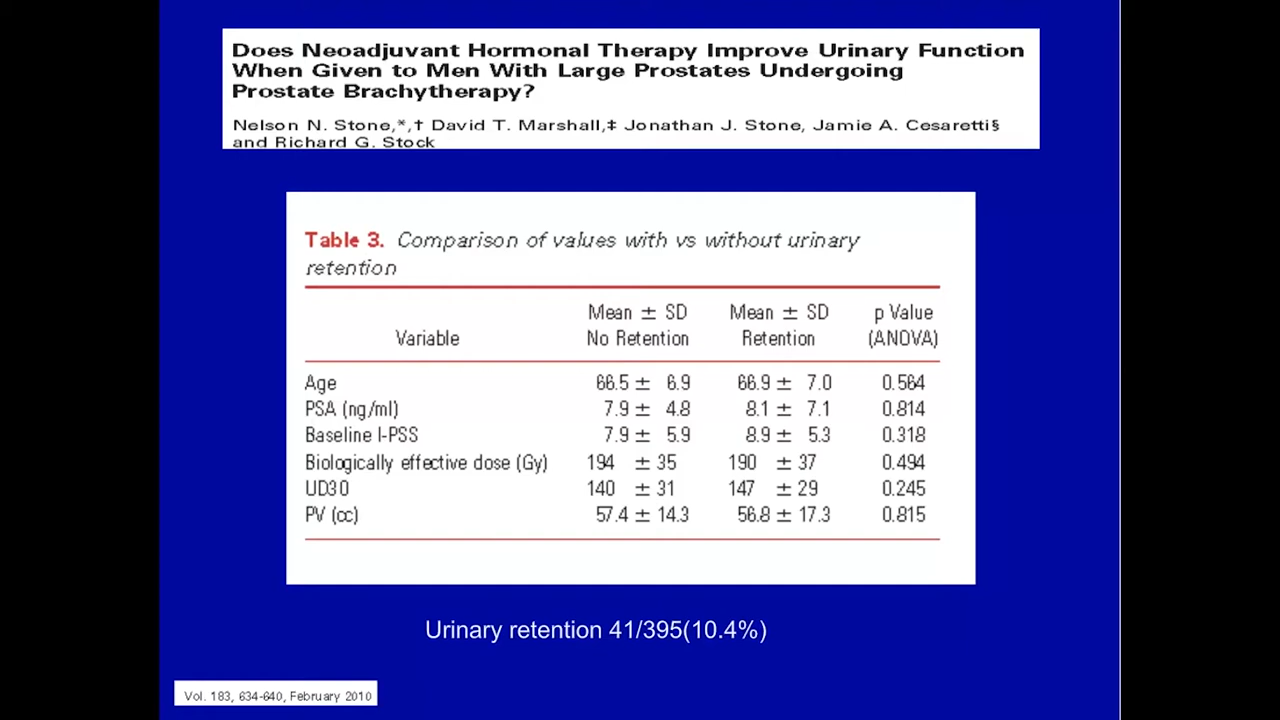 Does Neoadjuvant Hormonal Therapy Improve Urinary Function
When Given to Men With Large Prostates Undergoing
Prostate Brachytherapy?
Nelson N. Stone,*,† David T. Marshall,‡ Jonathan J. Stone, Jamie A. Cesaretti§
and Richard G. Stock
Table 3. Comparison of values with vs without urinary
retention
Variable Mean ± SD No Retention Mean ± SD Retention p Value (ANOVA)
Age 66.5 ± 6.9 66.9 ± 7.0 0.564
PSA (ng/ml) 7.9 ± 4.8 8.1 ± 7.1 0.814
Baseline I-PSS 7.9 ± 5.9 8.9 ± 5.3 0.318
Biologically effective dose (Gy) 194 ± 35 190 ± 37 0.494
UD30 140 ± 31 147 ± 29 0.245
PV (cc) 57.4 ± 14.3 56.8 ± 17.3 0.815
Urinary retention 41/395(10.4%)
Vol. 183, 634-640, February 2010